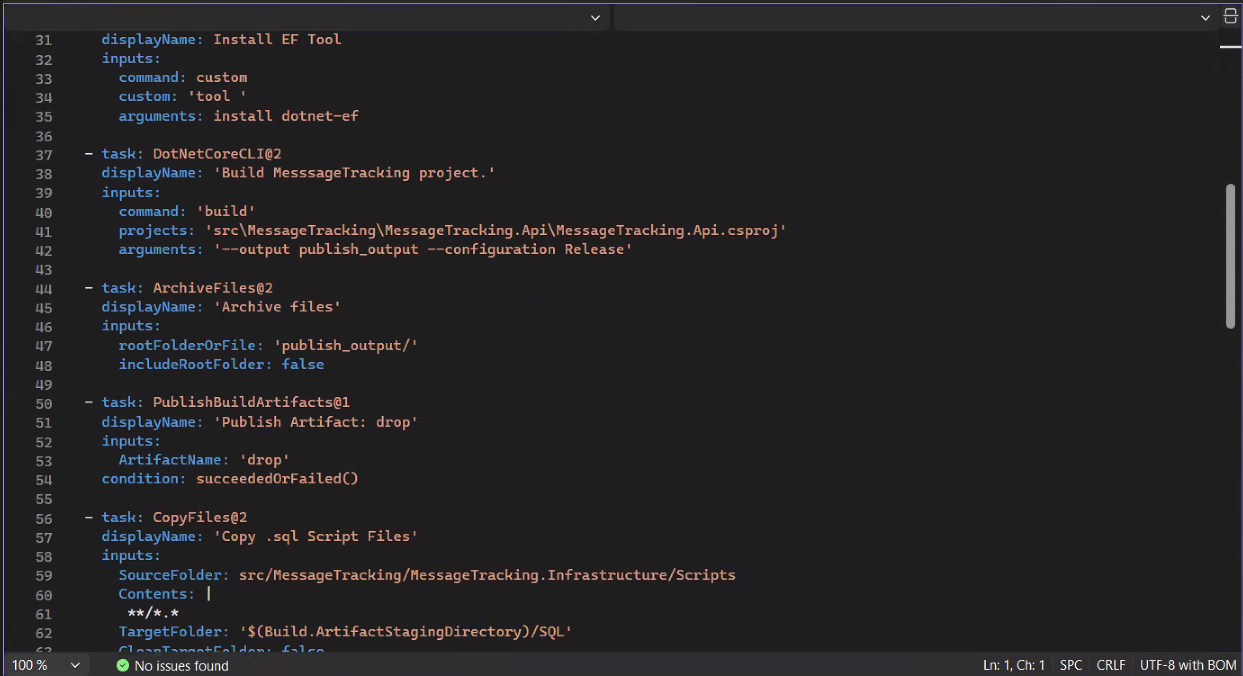 31 displayName: Install EF Tool
32 inputs:
33 command: custom
34 custom: 'tool '
35 arguments: install dotnet-ef
36
37 - task: DotNetCoreCLI@2
38 displayName: 'Build MesssageTracking project.'
39 inputs:
40 command: 'build'
41 projects: 'src\MessageTracking\MessageTracking.Api\MessageTracking.Api.csproj'
42 arguments: '--output publish_output --configuration Release'
43
44 - task: ArchiveFiles@2
45 displayName: 'Archive files'
46 inputs:
47 rootFolderOrFile: 'publish_output/'
48 includeRootFolder: false
49
50 - task: PublishBuildArtifacts@1
51 displayName: 'Publish Artifact: drop'
52 inputs:
53 ArtifactName: 'drop'
54 condition: succeededOrFailed()
55
56 - task: CopyFiles@2
57 displayName: 'Copy .sql Script Files'
58 inputs:
59 SourceFolder: src/MessageTracking/MessageTracking.Infrastructure/Scripts
60 Contents: |
61 **/*.*
62 TargetFolder: '$(Build.ArtifactStagingDirectory)/SQL'
63 CleanTargetFolder: false
100 % No issues found Ln: 1, Ch: 1 SPC CRLF UTF-8 with BOM